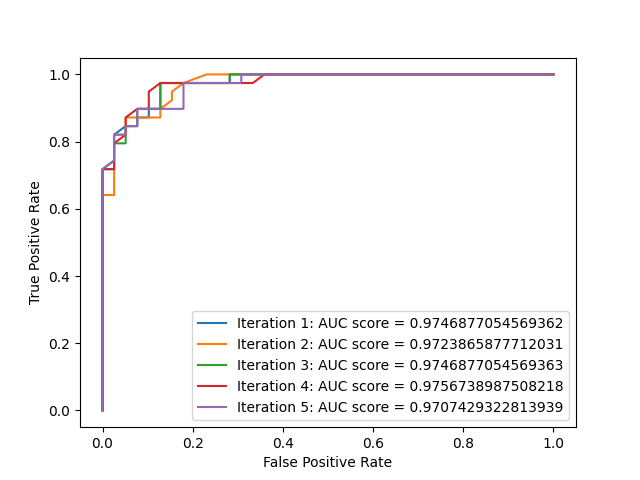 1.0
0.8
0.6
0.4
0.2
0.0
True Positive Rate
Iteration 1: AUC score = 0.9746877054569362
Iteration 2: AUC score = 0.9723865877712031
Iteration 3: AUC score = 0.9746877054569363
Iteration 4: AUC score = 0.9756738987508218
Iteration 5: AUC score = 0.9707429322813939
0.0 0.2 0.4 0.6 0.8 1.0
False Positive Rate